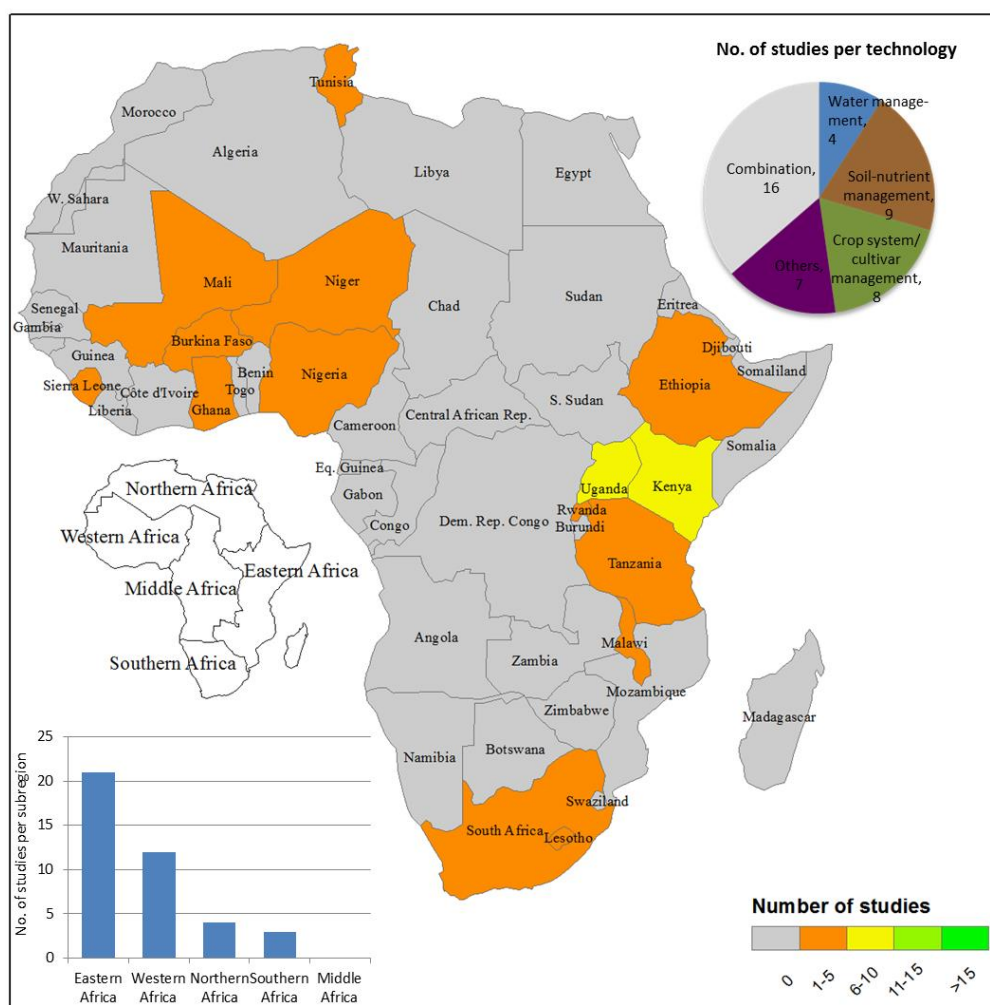 No. of studies per technology
Water manage-
ment,
4
Soil-nutrient
management,
9
Crop system/
cultivar
management,
8
Others,
7
Combination,
16
Tunisia
Morocco
Algeria
Libya
Egypt
W. Sahara
Mauritania
Mali
Niger
Chad
Sudan
Eritrea
Senegal
Gambia
Guinea
Sierra Leone
Liberia
Côte d'Ivoire
Burkina Faso
Ghana
Togo
Benin
Nigeria
Cameroon
Central African Rep.
S. Sudan
Ethiopia
Djibouti
Somaliland
Somalia
Eq. Guinea
Gabon
Congo
Dem. Rep. Congo
Uganda
Kenya
Rwanda
Burundi
Tanzania
Angola
Zambia
Malawi
Mozambique
Zimbabwe
Madagascar
Namibia
Botswana
Swaziland
South Africa
Lesotho
Northern Africa
Western Africa
Eastern Africa
Middle Africa
Southern Africa
No. of studies per subregion
25
20
15
10
5
0
Eastern Western Northern Southern Middle
Africa Africa Africa Africa Africa
Number of studies
0 1-5 6-10 11-15 >15